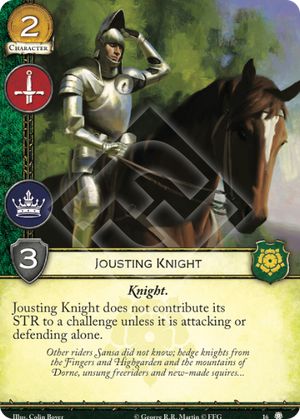 2
CHARACTER
3
JOUSTING KNIGHT
Knight.
Jousting Knight does not contribute its
STR to a challenge unless it is attacking or
defending alone.
Other riders Sansa did not know; hedge knights from
the Fingers and Highgarden and the mountains of
Dorne, unsung freeriders and new-made squires...
Illus. Colin Boyer
© George R.R. Martin © FFG
16